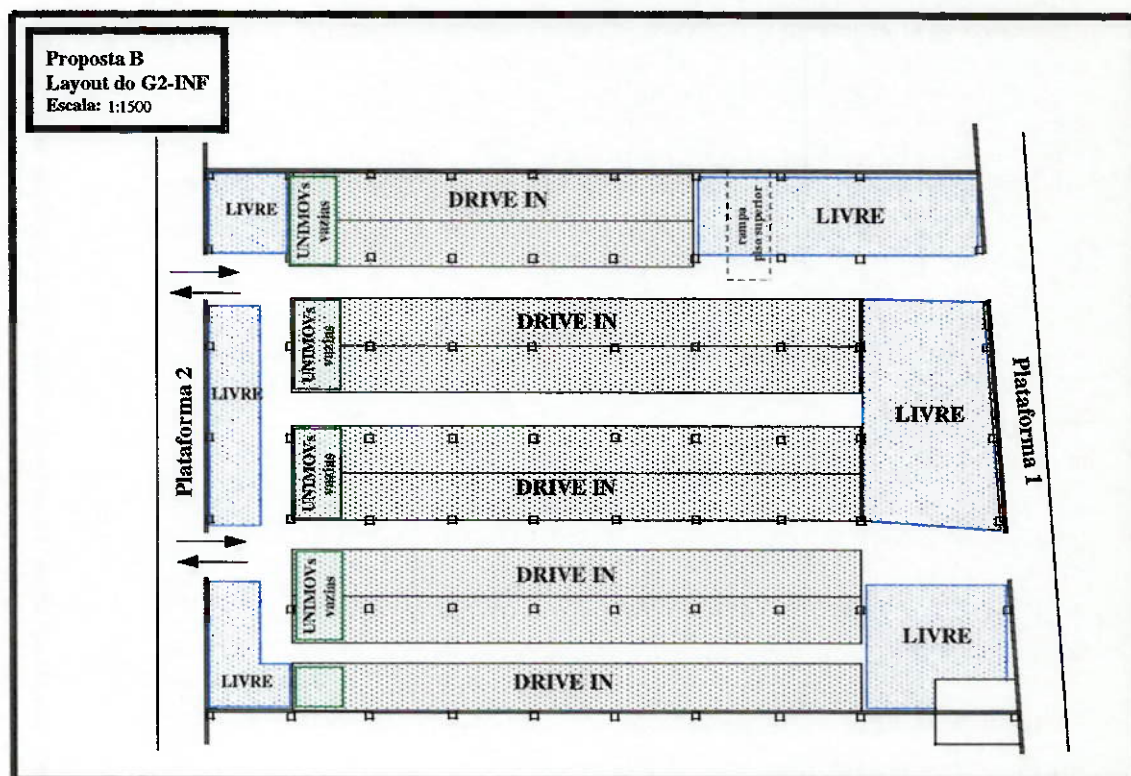 Proposta B
Layout do G2-INF
Escala: 1:1500
LIVRE
UNIMOVs
vazias
DRIVE IN
rampa
piso superior
LIVRE
Plataforma 2
LIVRE
UNIMOVs
vazias
DRIVE IN
LIVRE
Plataforma 1
UNIMOVs
vazias
DRIVE IN
UNIMOVs
vazias
DRIVE IN
LIVRE
LIVRE
DRIVE IN